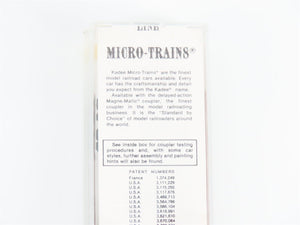 LINE
MICRO-TRAINS®
Kadee Micro-Trains® are the finest
model railroad cars available. Every
car has the craftsmanship and detail
you expect from the Kadee® name.
Available with the delayed-action
Magne-Matic® coupler, the finest
coupler in the model railroading
business. It is the "Standard by
Choice" of model railroaders around
the world.
See inside box for coupler testing
procedures and, with some car
styles, further assembly and painting
hints will also be found.
PATENT NUMBERS
France
U.S.A. 3,111,229
U.S.A.
U.S.A.
U.S.A.
U.S.A.
U.S.A.
U.S.A.
U.S.A.
U.S.A.